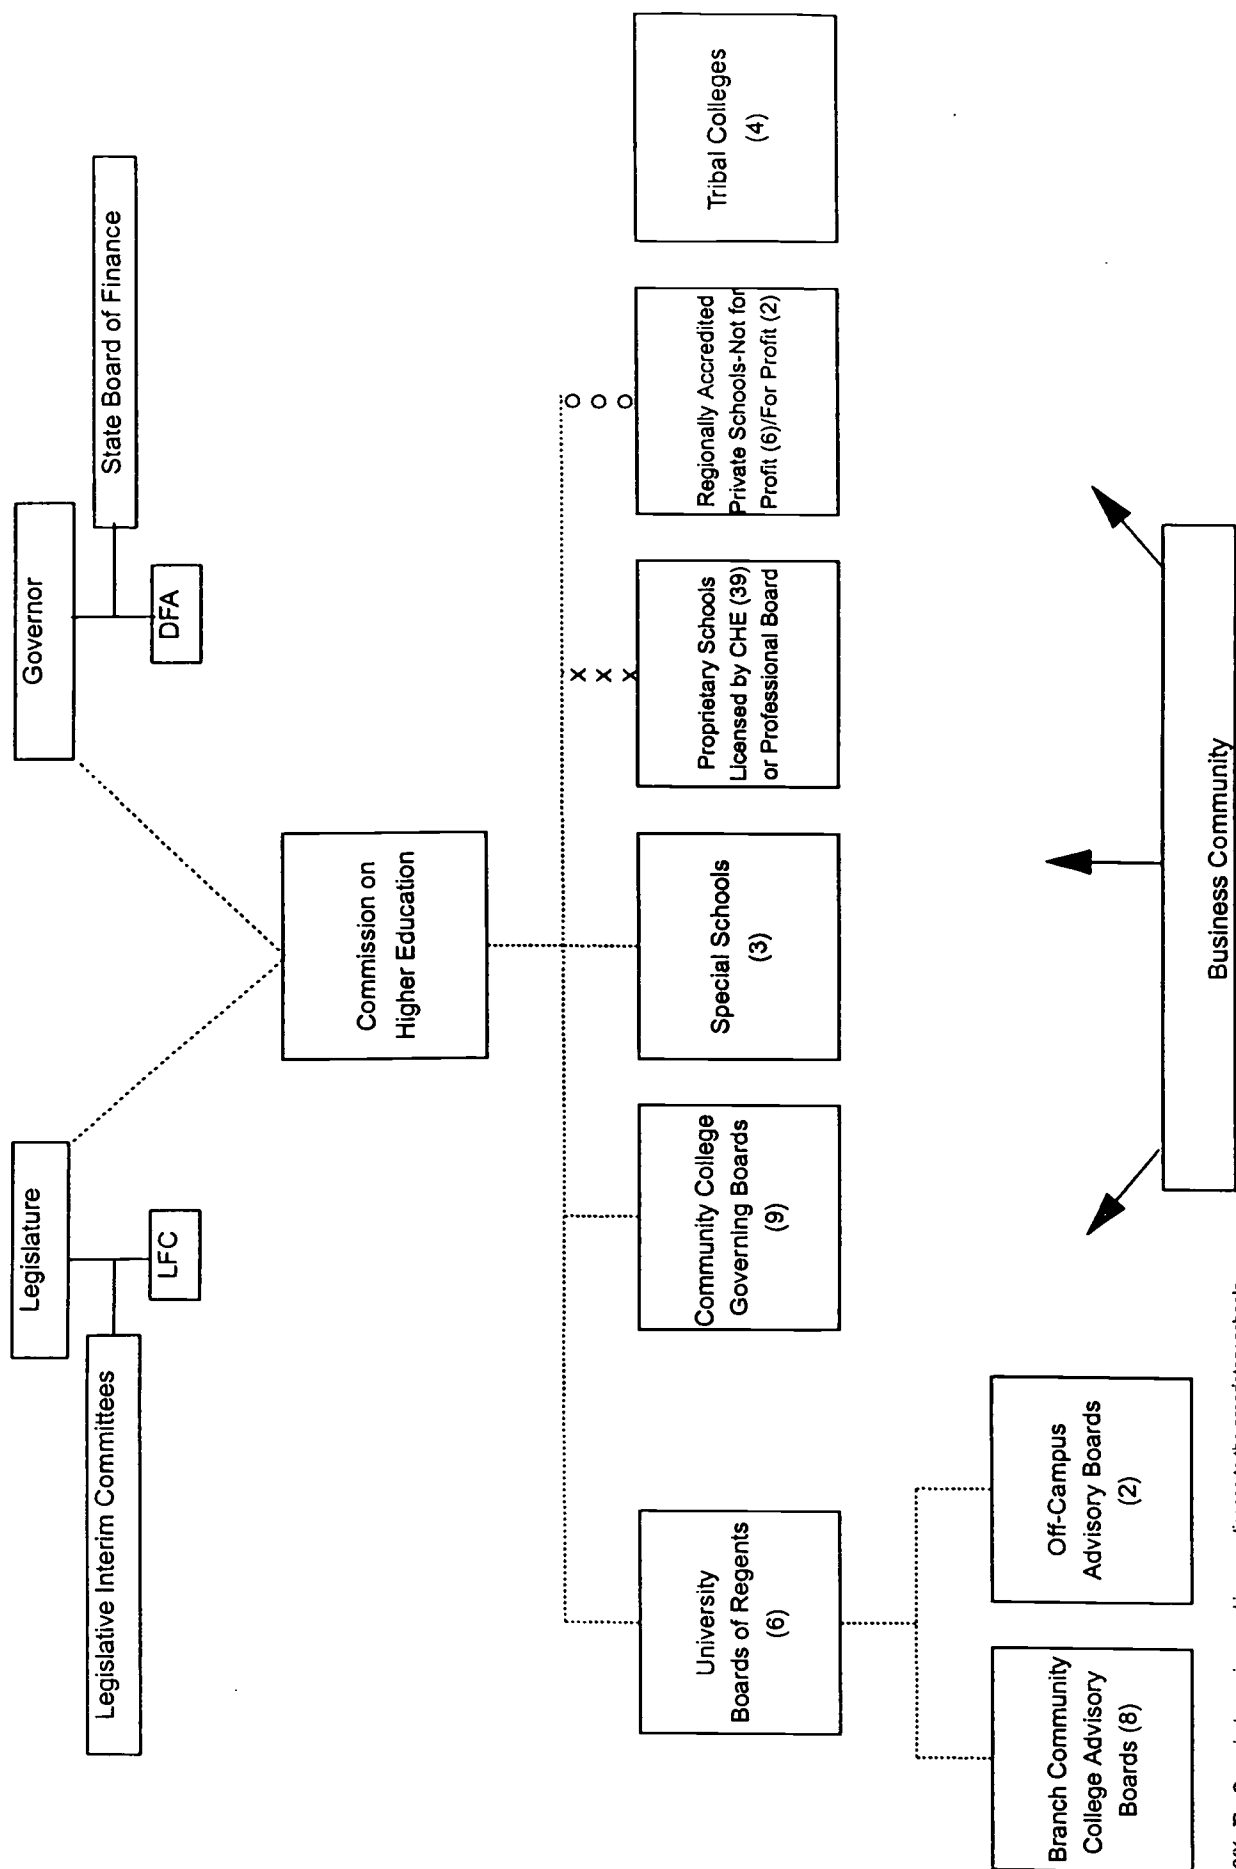 Legislature
Governor
Legislative Interim Committees
State Board of Finance
LFC
DFA
Commission on
Higher Education
University
Boards of Regents
(6)
Community College
Governing Boards
(9)
Special Schools
(3)
x
x
x
Proprietary Schools
Licensed by CHE (39)
or Professional Board
o
o
o
Regionally Accredited
Private Schools-Not for
Profit (6)/For Profit (2)
Tribal Colleges
(4)
Branch Community
College Advisory
Boards (8)
Off-Campus
Advisory Boards
(2)
Business Community